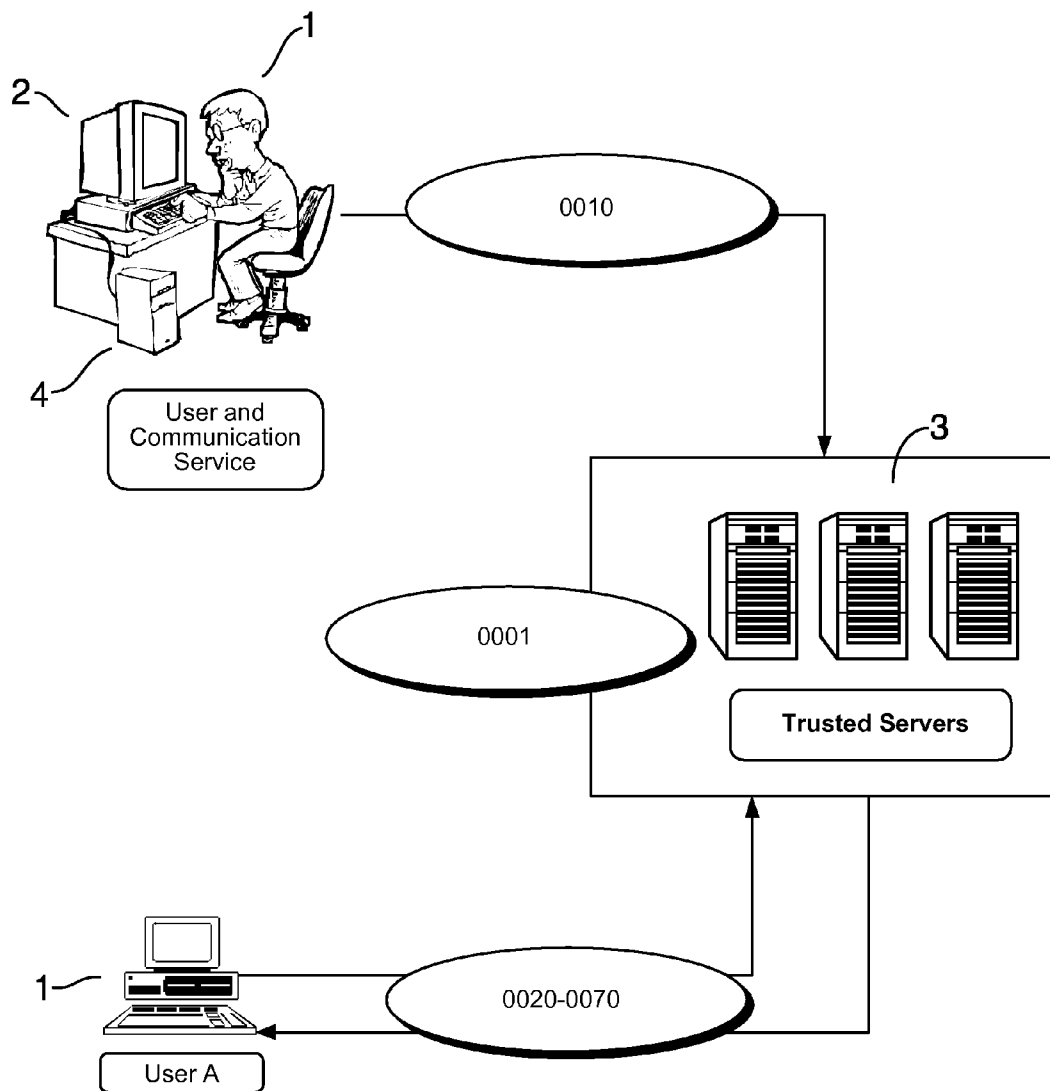 1
2
0010
4
User and
Communication
Service
3
0001
Trusted Servers
1
0020-0070
User A